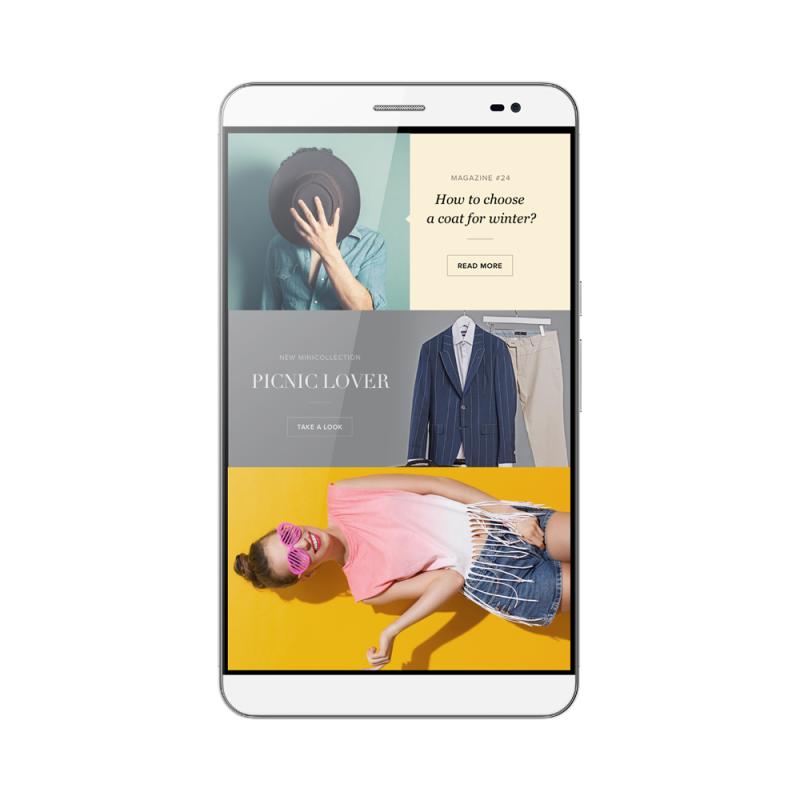 MAGAZINE #24
How to choose
a coat for winter?
READ MORE
NEW MINICOLLECTION
PICNIC LOVER
TAKE A LOOK